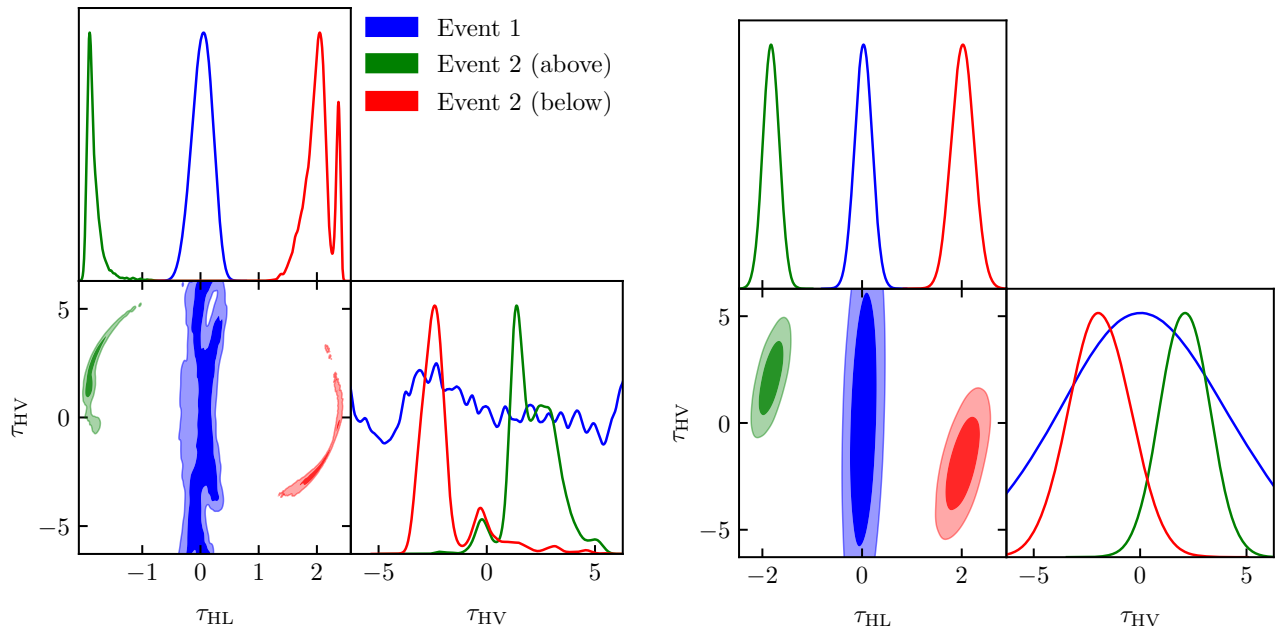 Event 1
Event 2 (above)
Event 2 (below)
5
0
−5
τHV
−1 0 1 2
τHL
−5 0 5
τHV
5
0
−5
τHV
−2 0 2
τHL
−5 0 5
τHV